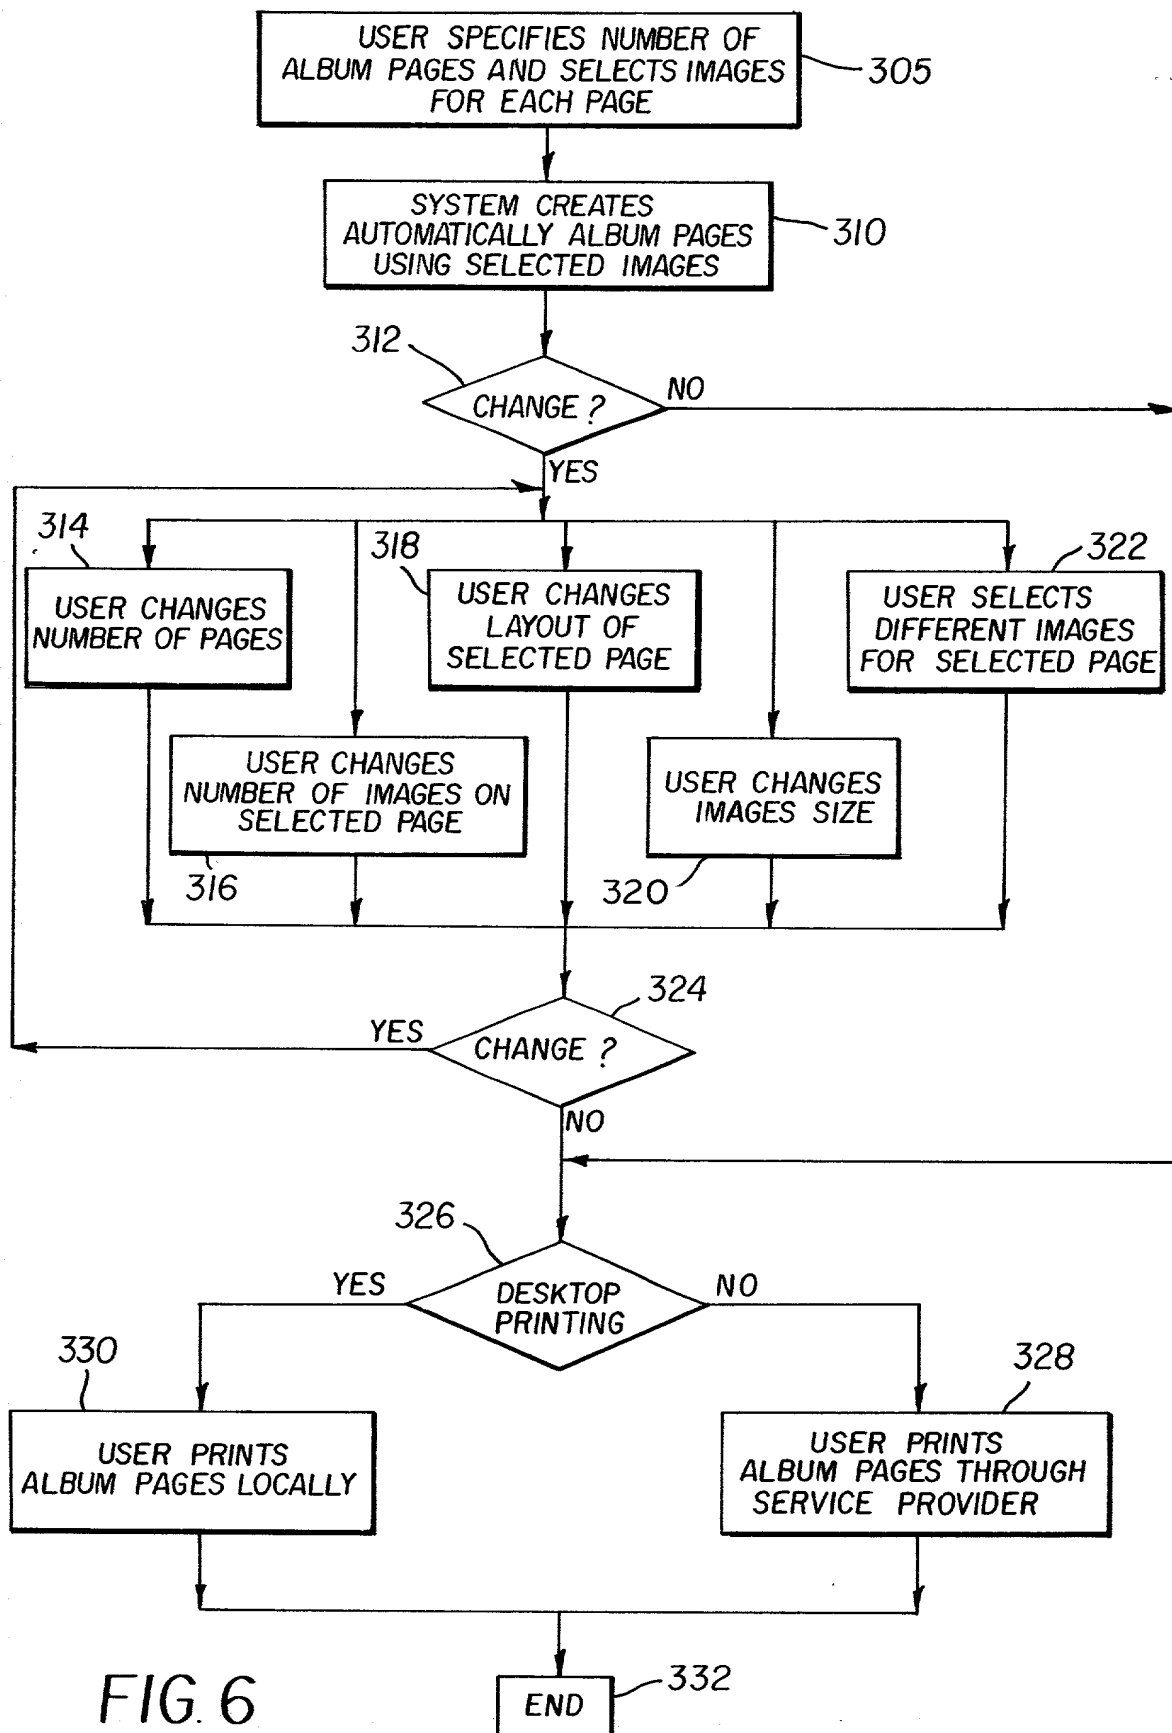 USER SPECIFIES NUMBER OF
ALBUM PAGES AND SELECTS IMAGES
FOR EACH PAGE
305
SYSTEM CREATES
AUTOMATICALLY ALBUM PAGES
USING SELECTED IMAGES
310
312
CHANGE ?
NO
YES
314
USER CHANGES
NUMBER OF PAGES
318
USER CHANGES
LAYOUT OF
SELECTED PAGE
322
USER SELECTS
DIFFERENT IMAGES
FOR SELECTED PAGE
USER CHANGES
NUMBER OF IMAGES ON
SELECTED PAGE
316
USER CHANGES
IMAGES SIZE
320
324
CHANGE ?
YES
NO
326
DESKTOP
PRINTING
YES
NO
330
USER PRINTS
ALBUM PAGES LOCALLY
328
USER PRINTS
ALBUM PAGES THROUGH
SERVICE PROVIDER
END
332
FIG. 6